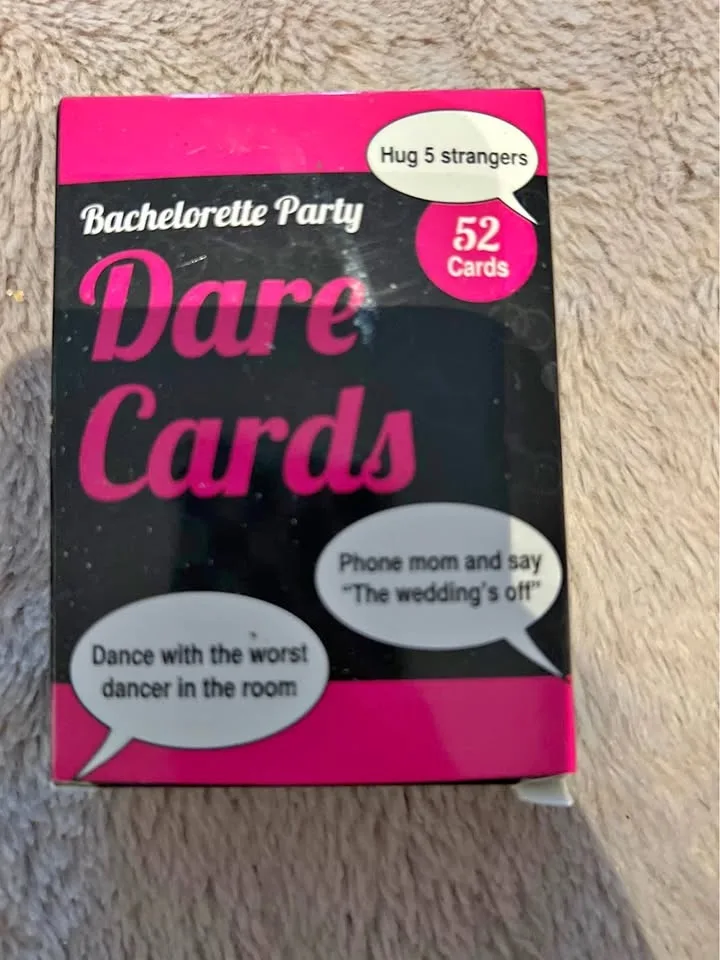 Hug 5 strangers
Bachelorette Party
52
Cards
Dare
Cards
Phone mom and say
“The wedding’s off”
Dance with the worst
dancer in the room